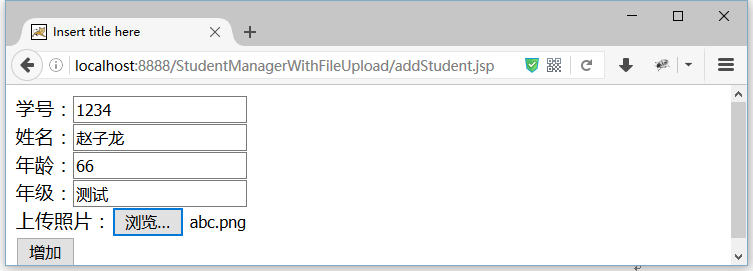 Insert title here
localhost:8888/StudentManagerWithFileUpload/addStudent.jsp
学号：1234
姓名：赵子龙
年龄：66
年级：测试
上传照片：浏览... abc.png
增加